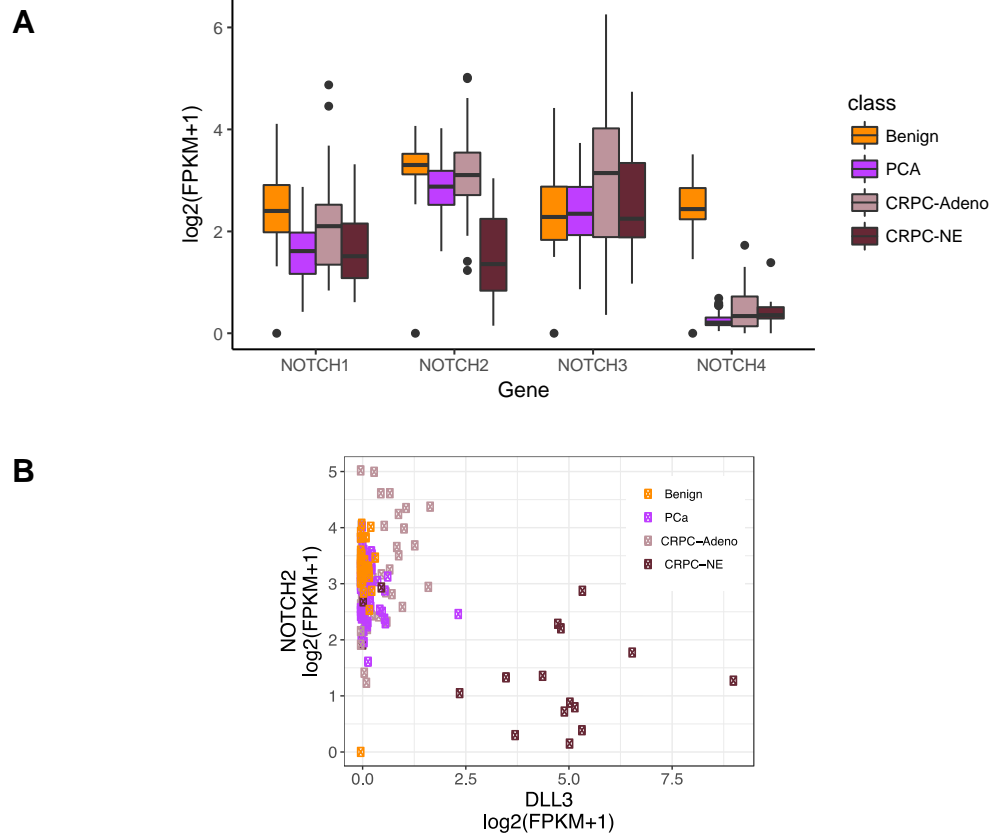 A
6
4
2
0
log2(FPKM+1)
NOTCH1 NOTCH2 NOTCH3 NOTCH4
Gene
class
Benign
PCA
CRPC-Adeno
CRPC-NE
B
5
4
3
2
1
0
NOTCH2
log2(FPKM+1)
Benign
PCa
CRPC−Adeno
CRPC−NE
0.0 2.5 5.0 7.5
DLL3
log2(FPKM+1)